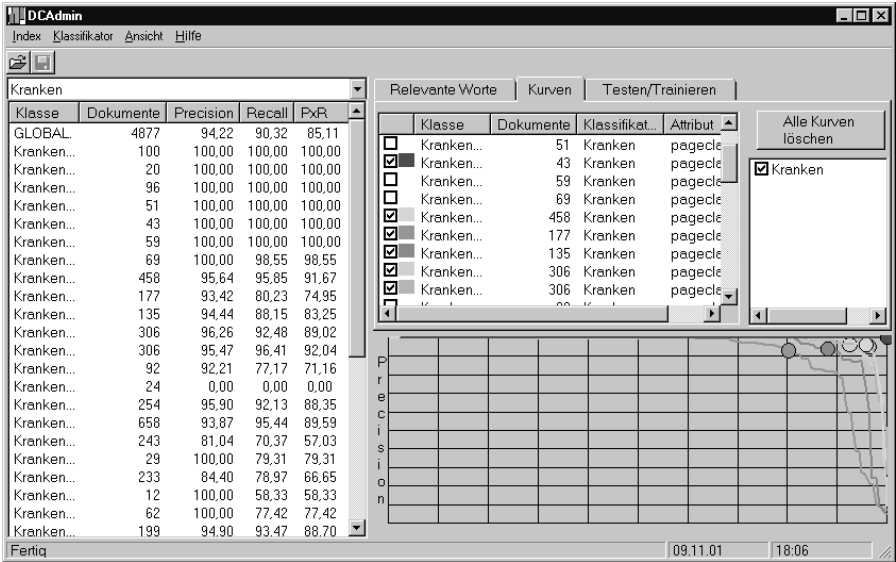 DCAdmin
Index Klassifikator Ansicht Hilfe
Kranken
Klasse Dokumente Precision Recall PxR
GLOBAL. 4877 94,22 90,32 85,11
Kranken... 100 100,00 100,00 100,00
Kranken... 20 100,00 100,00 100,00
Kranken... 96 100,00 100,00 100,00
Kranken... 51 100,00 100,00 100,00
Kranken... 43 100,00 100,00 100,00
Kranken... 59 100,00 100,00 100,00
Kranken... 69 100,00 98,55 98,55
Kranken... 458 95,64 95,85 91,67
Kranken... 177 93,42 80,23 74,95
Kranken... 135 94,44 88,15 83,25
Kranken... 306 96,26 92,48 89,02
Kranken... 306 95,47 96,41 92,04
Kranken... 92 92,21 77,17 71,16
Kranken... 24 0,00 0,00 0,00
Kranken... 254 95,90 92,13 88,35
Kranken... 658 93,87 95,44 89,59
Kranken... 243 81,04 70,37 57,03
Kranken... 29 100,00 79,31 79,31
Kranken... 233 84,40 78,97 66,65
Kranken... 12 100,00 58,33 58,33
Kranken... 62 100,00 77,42 77,42
Kranken... 199 94,90 93,47 88,70
Relevante Worte Kurven Testen/Trainieren
Klasse Dokumente Klassifikat... Attribut
Kranken... 51 Kranken pagecla
Kranken... 43 Kranken pagecla
Kranken... 59 Kranken pagecla
Kranken... 69 Kranken pagecla
Kranken... 458 Kranken pagecla
Kranken... 177 Kranken pagecla
Kranken... 135 Kranken pagecla
Kranken... 306 Kranken pagecla
Kranken... 306 Kranken pagecla
Alle Kurven
löschen
Kranken
Precision
Fertig 09.11.01 18:06